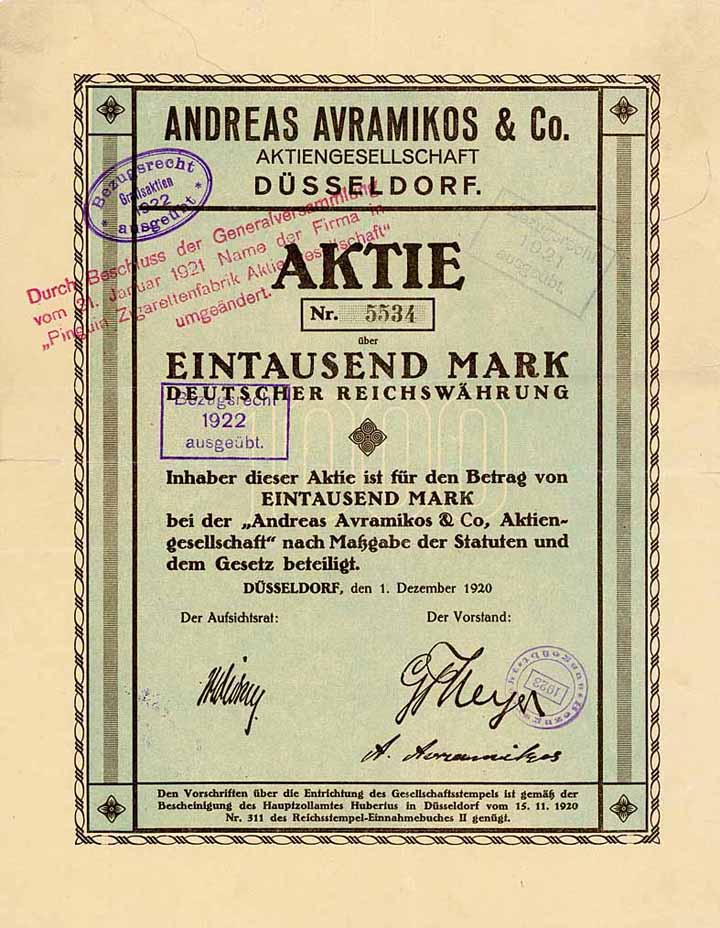 ANDREAS AVRAMIKOS & Co.
AKTIENGESELLSCHAFT
DÜSSELDORF.
Bezugsrecht
Gratisaktien
1922
ausgeübt
Durch Beschluss der Generalversammlung
vom 31. Januar 1921 Name der Firma in
„Pinguin Zigarettenfabrik Aktiengesellschaft"
umgeändert.
Bezugsrecht
1921
ausgeübt.
AKTIE
Nr. 5534
über
EINTAUSEND MARK
DEUTSCHER REICHSWÄHRUNG
Bezugsrecht
1922
ausgeübt.
1000
Inhaber dieser Aktie ist für den Betrag von
EINTAUSEND MARK
bei der „Andreas Avramikos & Co, Aktien-
gesellschaft" nach Maßgabe der Statuten und
dem Gesetz beteiligt.
DÜSSELDORF, den 1. Dezember 1920
Der Aufsichtsrat: Der Vorstand:
Meyer
1923
A. Avramikos
Den Vorschriften über die Entrichtung des Gesellschaftsstempels ist gemäß der
Bescheinigung des Hauptzollamtes Hubertus in Düsseldorf vom 15. 11. 1920
Nr. 311 des Reichsstempel-Einnahmebuches II genügt.